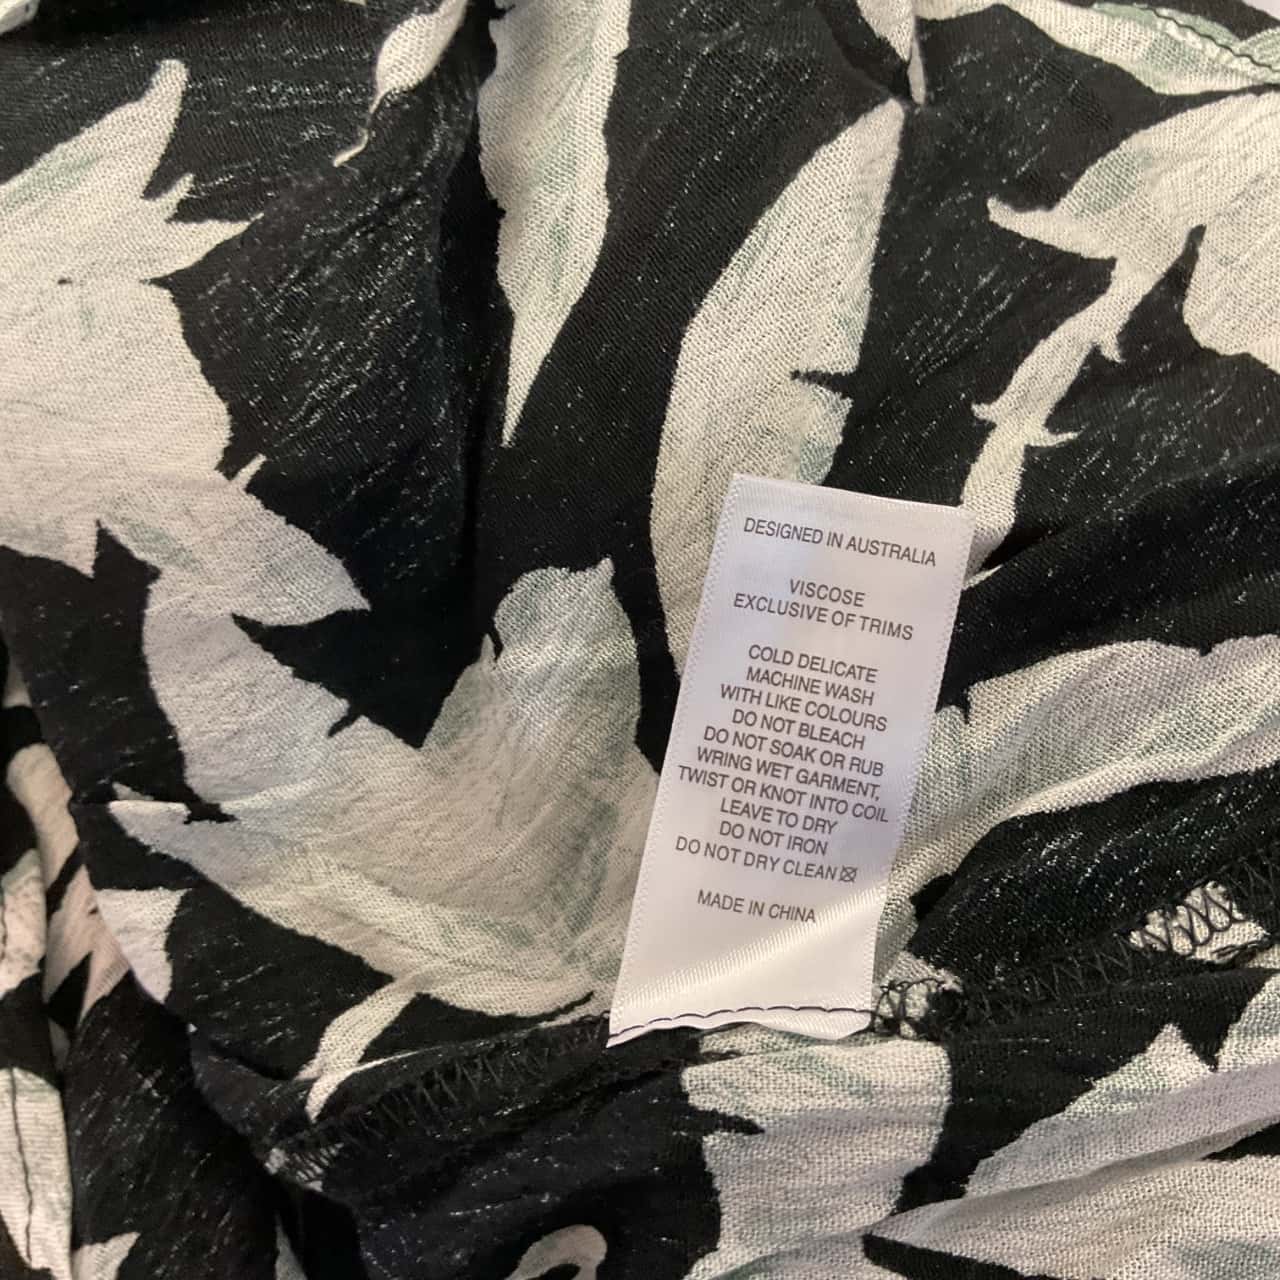 DESIGNED IN AUSTRALIA
VISCOSE
EXCLUSIVE OF TRIMS
COLD DELICATE
MACHINE WASH
WITH LIKE COLOURS
DO NOT BLEACH
DO NOT SOAK OR RUB
WRING WET GARMENT,
TWIST OR KNOT INTO COIL
LEAVE TO DRY
DO NOT IRON
DO NOT DRY CLEAN
MADE IN CHINA